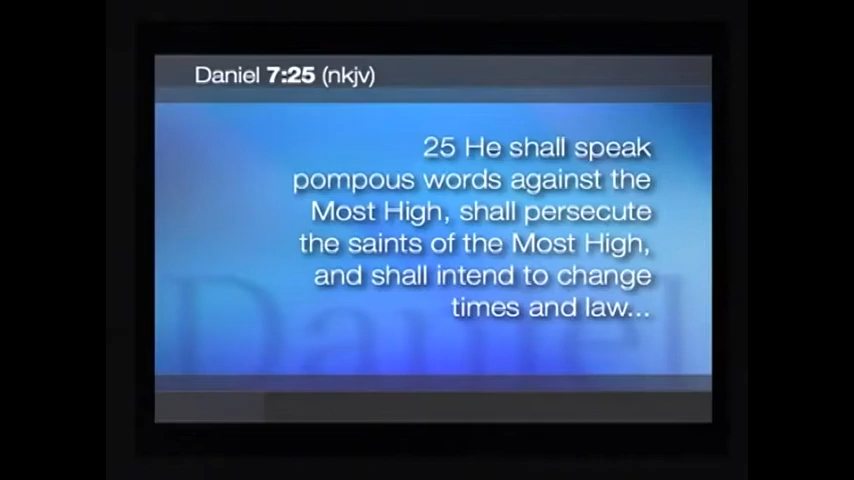 Daniel 7:25 (nkjv)
25 He shall speak
pompous words against the
Most High, shall persecute
the saints of the Most High,
and shall intend to change
times and law...
Daniel